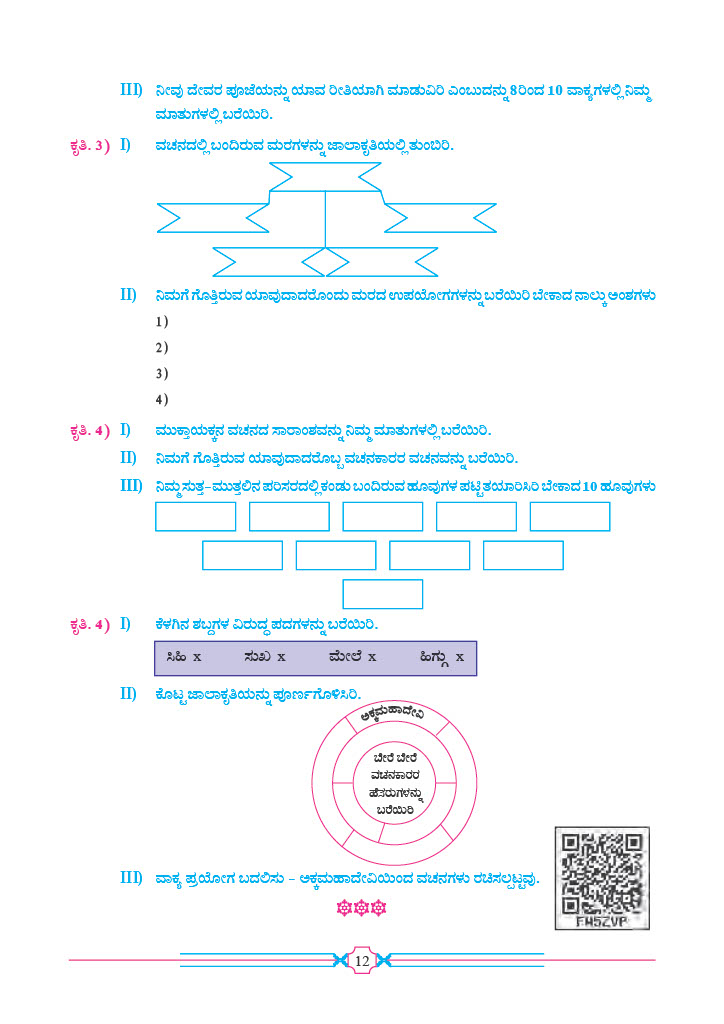 III) ನೀವು ದೇವರ ಪೂಜೆಯನ್ನು ಯಾವ ರೀತಿಯಾಗಿ ಮಾಡುವಿರಿ ಎಂಬುದನ್ನು 8ರಿಂದ 10 ವಾಕ್ಯಗಳಲ್ಲಿ ನಿಮ್ಮ
ಮಾತುಗಳಲ್ಲಿ ಬರೆಯಿರಿ.
ಕೃತಿ. 3) I) ವಚನದಲ್ಲಿ ಬಂದಿರುವ ಮರಗಳನ್ನು ಜಾಲಾಕೃತಿಯಲ್ಲಿ ತುಂಬಿರಿ.
II) ನಿಮಗೆ ಗೊತ್ತಿರುವ ಯಾವುದಾದರೊಂದು ಮರದ ಉಪಯೋಗಗಳನ್ನು ಬರೆಯಿರಿ ಬೇಕಾದ ನಾಲ್ಕು ಅಂಶಗಳು
1)
2)
3)
4)
ಕೃತಿ. 4) I) ಮುಕ್ತಾಯಕ್ಕನ ವಚನದ ಸಾರಾಂಶವನ್ನು ನಿಮ್ಮ ಮಾತುಗಳಲ್ಲಿ ಬರೆಯಿರಿ.
II) ನಿಮಗೆ ಗೊತ್ತಿರುವ ಯಾವುದಾದರೊಬ್ಬ ವಚನಕಾರರ ವಚನವನ್ನು ಬರೆಯಿರಿ.
III) ನಿಮ್ಮ ಸುತ್ತ-ಮುತ್ತಲಿನ ಪರಿಸರದಲ್ಲಿ ಕಂಡು ಬಂದಿರುವ ಹೂವುಗಳ ಪಟ್ಟಿ ತಯಾರಿಸಿರಿ ಬೇಕಾದ 10 ಹೂವುಗಳು
ಕೃತಿ. 4) I) ಕೆಳಗಿನ ಶಬ್ದಗಳ ವಿರುದ್ಧ ಪದಗಳನ್ನು ಬರೆಯಿರಿ.
ಸಿಹಿ x ಸುಖ x ಮೇಲೆ x ಹಿಗ್ಗು x
II) ಕೊಟ್ಟ ಜಾಲಾಕೃತಿಯನ್ನು ಪೂರ್ಣಗೊಳಿಸಿರಿ.
ಅಕ್ಕಮಹಾದೇವಿ
ಬೇರೆ ಬೇರೆ
ವಚನಕಾರರ
ಹೆಸರುಗಳನ್ನು
ಬರೆಯಿರಿ
III) ವಾಕ್ಯ ಪ್ರಯೋಗ ಬದಲಿಸು - ಅಕ್ಕಮಹಾದೇವಿಯಿಂದ ವಚನಗಳು ರಚಿಸಲ್ಪಟ್ಟವು.
FW5ZVP
12